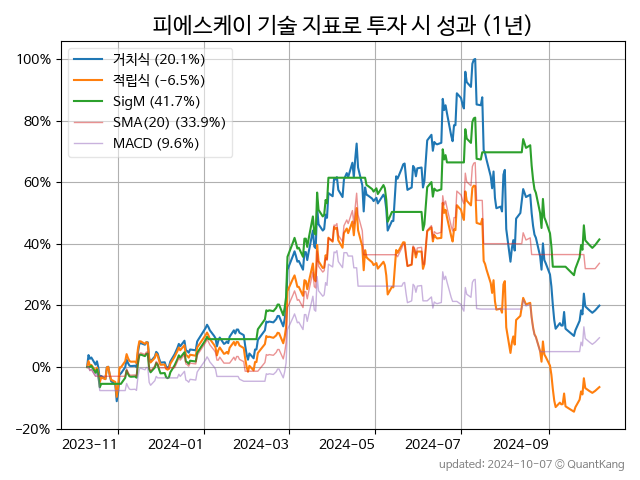 피에스케이 기술 지표로 투자 시 성과 (1년)
100%
80%
60%
40%
20%
0%
−20%
거치식 (20.1%)
적립식 (-6.5%)
SigM (41.7%)
SMA(20) (33.9%)
MACD (9.6%)
2023-11
2024-01
2024-03
2024-05
2024-07
2024-09
updated: 2024-10-07 © QuantKang